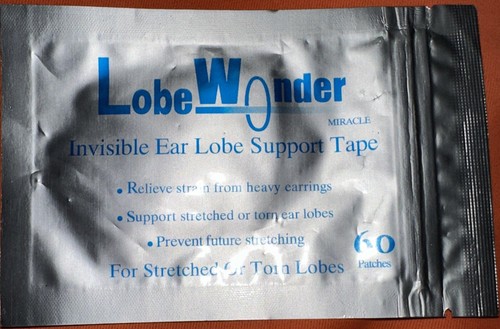 LobeWonder
MIRACLE
Invisible Ear Lobe Support Tape
• Relieve strain from heavy earrings
• Support stretched or torn ear lobes
• Prevent future stretching
60
Patches
For Stretched Or Torn Lobes